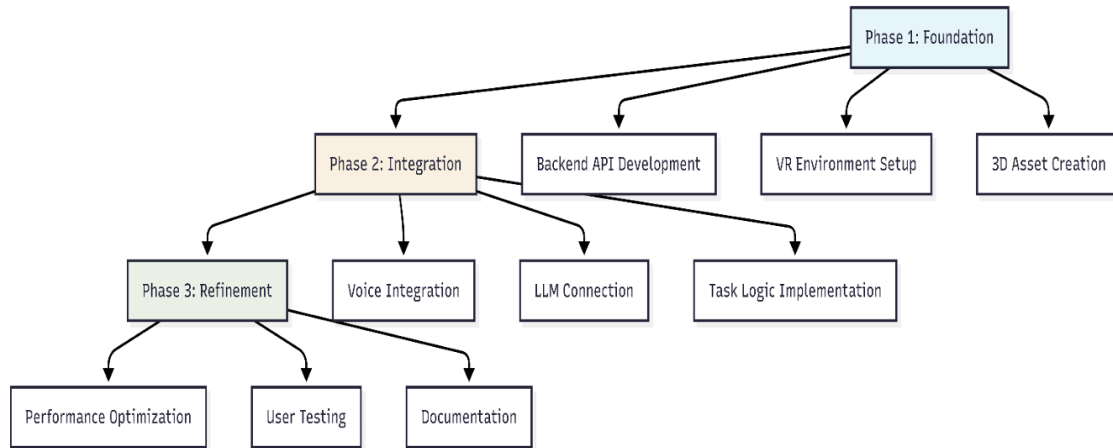 Phase 1: Foundation
Phase 2: Integration
Backend API Development
VR Environment Setup
3D Asset Creation
Phase 3: Refinement
Voice Integration
LLM Connection
Task Logic Implementation
Performance Optimization
User Testing
Documentation